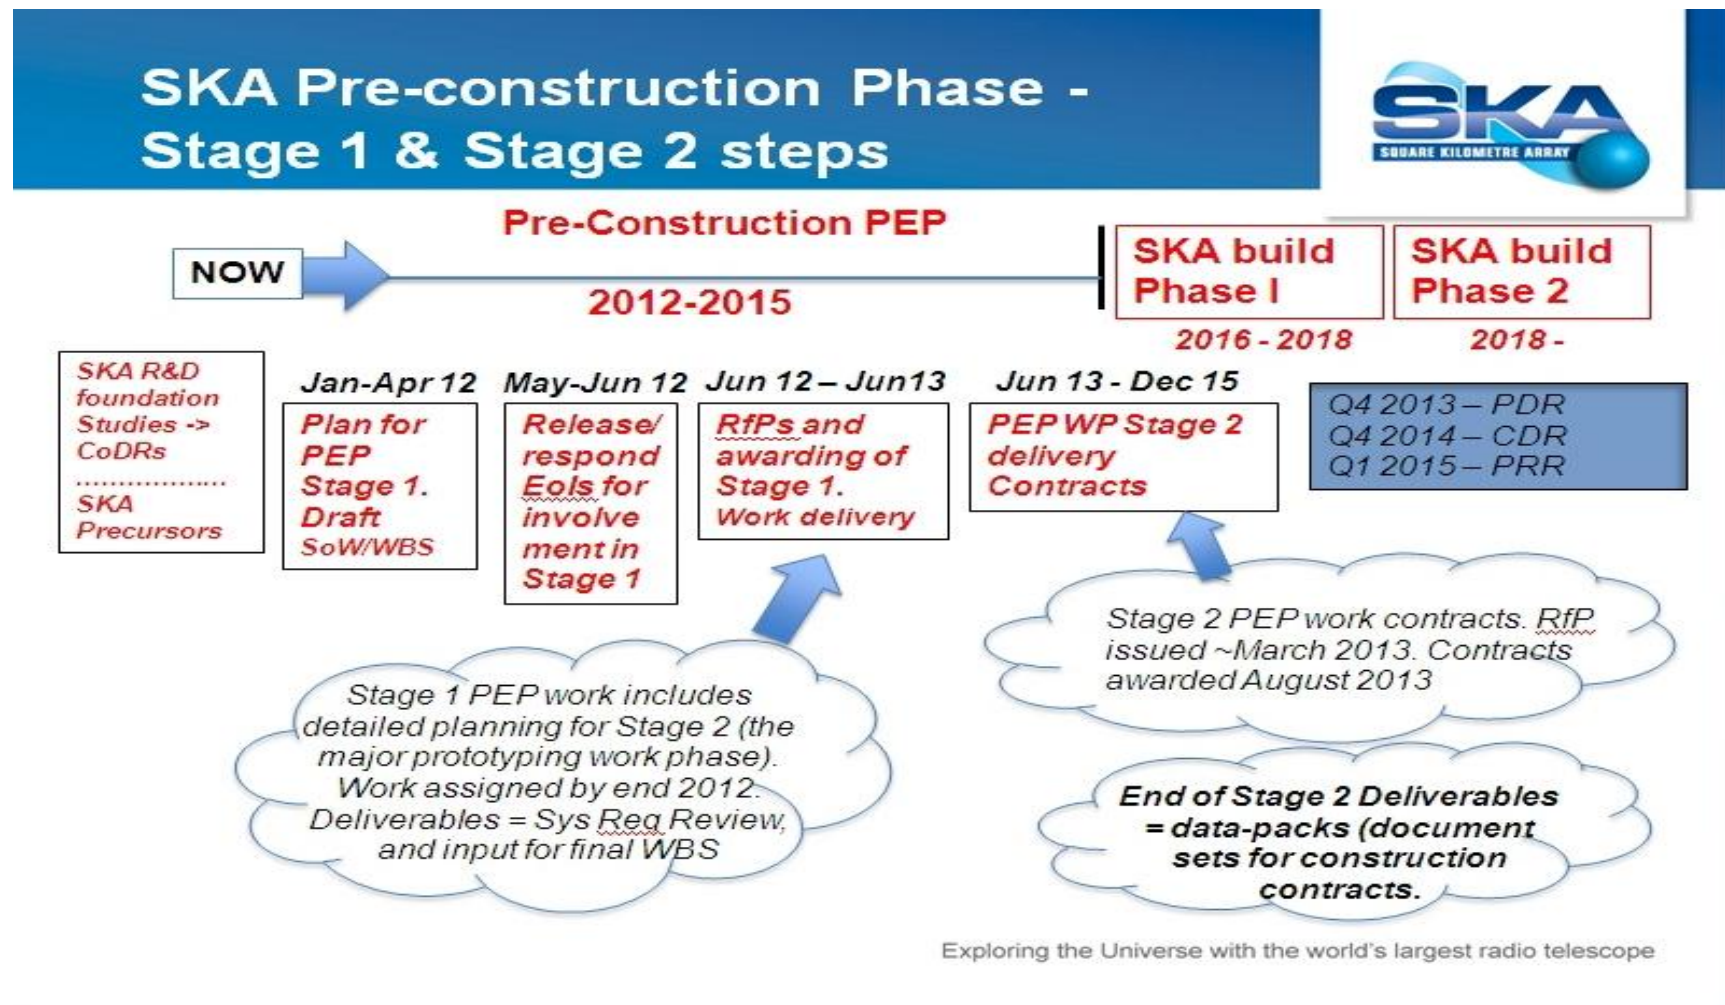 SKA Pre-construction Phase -
Stage 1 & Stage 2 steps
SKA
SQUARE KILOMETRE ARRAY
Pre-Construction PEP
NOW
2012-2015
SKA build
Phase I
2016 - 2018
SKA build
Phase 2
2018 -
SKA R&D
foundation
Studies ->
CoDRs
..................
SKA
Precursors
Jan-Apr 12
Plan for
PEP
Stage 1.
Draft
SoW/WBS
May-Jun 12
Release/
respond
EoIs for
involve
ment in
Stage 1
Jun 12 – Jun13
RfPs and
awarding of
Stage 1.
Work delivery
Jun 13 - Dec 15
PEP WP Stage 2
delivery
Contracts
Q4 2013 – PDR
Q4 2014 – CDR
Q1 2015 – PRR
Stage 1 PEP work includes
detailed planning for Stage 2 (the
major prototyping work phase).
Work assigned by end 2012.
Deliverables = Sys Req Review,
and input for final WBS
Stage 2 PEP work contracts. RfP
issued ~March 2013. Contracts
awarded August 2013
End of Stage 2 Deliverables
= data-packs (document
sets for construction
contracts.
Exploring the Universe with the world's largest radio telescope